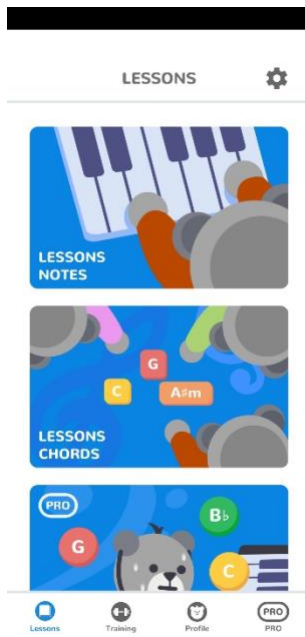 LESSONS
LESSONS
NOTES
G
C
A♯m
LESSONS
CHORDS
PRO
B♭
G
C
Lessons
Training
Profile
PRO
PRO